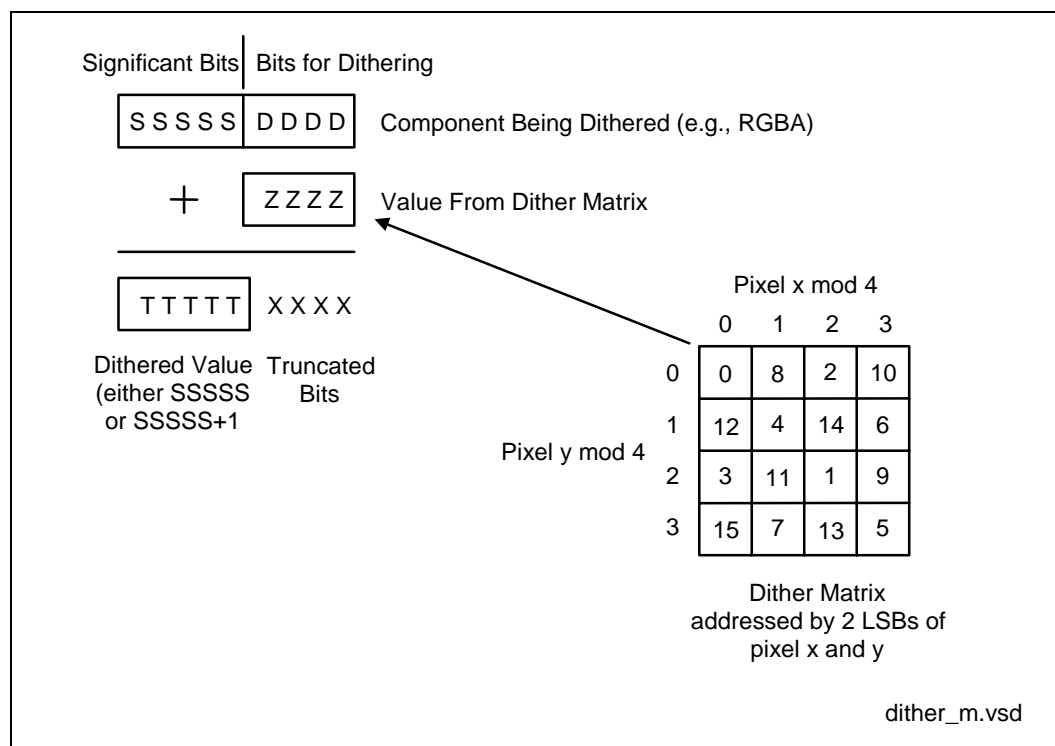 Significant Bits Bits for Dithering
S S S S S D D D D Component Being Dithered (e.g., RGBA)
+ Z Z Z Z Value From Dither Matrix
T T T T T X X X X
Dithered Value
(either SSSSS
or SSSSS+1
Truncated
Bits
Pixel x mod 4
0 1 2 3
0 0 8 2 10
1 12 4 14 6
Pixel y mod 4
2 3 11 1 9
3 15 7 13 5
Dither Matrix
addressed by 2 LSBs of
pixel x and y
dither_m.vsd